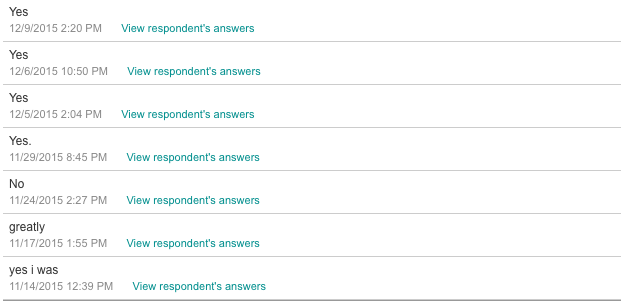 Yes
12/9/2015 2:20 PM View respondent's answers
Yes
12/6/2015 10:50 PM View respondent's answers
Yes
12/5/2015 2:04 PM View respondent's answers
Yes.
11/29/2015 8:45 PM View respondent's answers
No
11/24/2015 2:27 PM View respondent's answers
greatly
11/17/2015 1:55 PM View respondent's answers
yes i was
11/14/2015 12:39 PM View respondent's answers